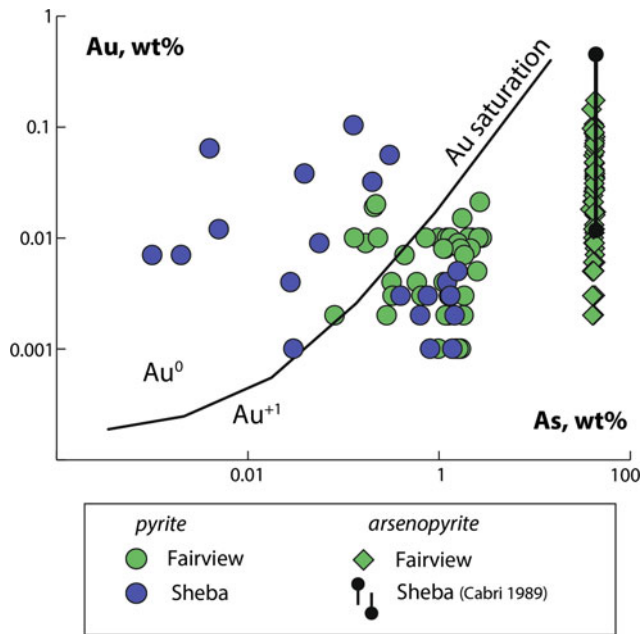 1
Au, wt%
0.1
Au saturation
0.01
0.001
Au0
Au+1
As, wt%
0.01
1
100
pyrite
arsenopyrite
Fairview
Fairview
Sheba
Sheba (Cabri 1989)